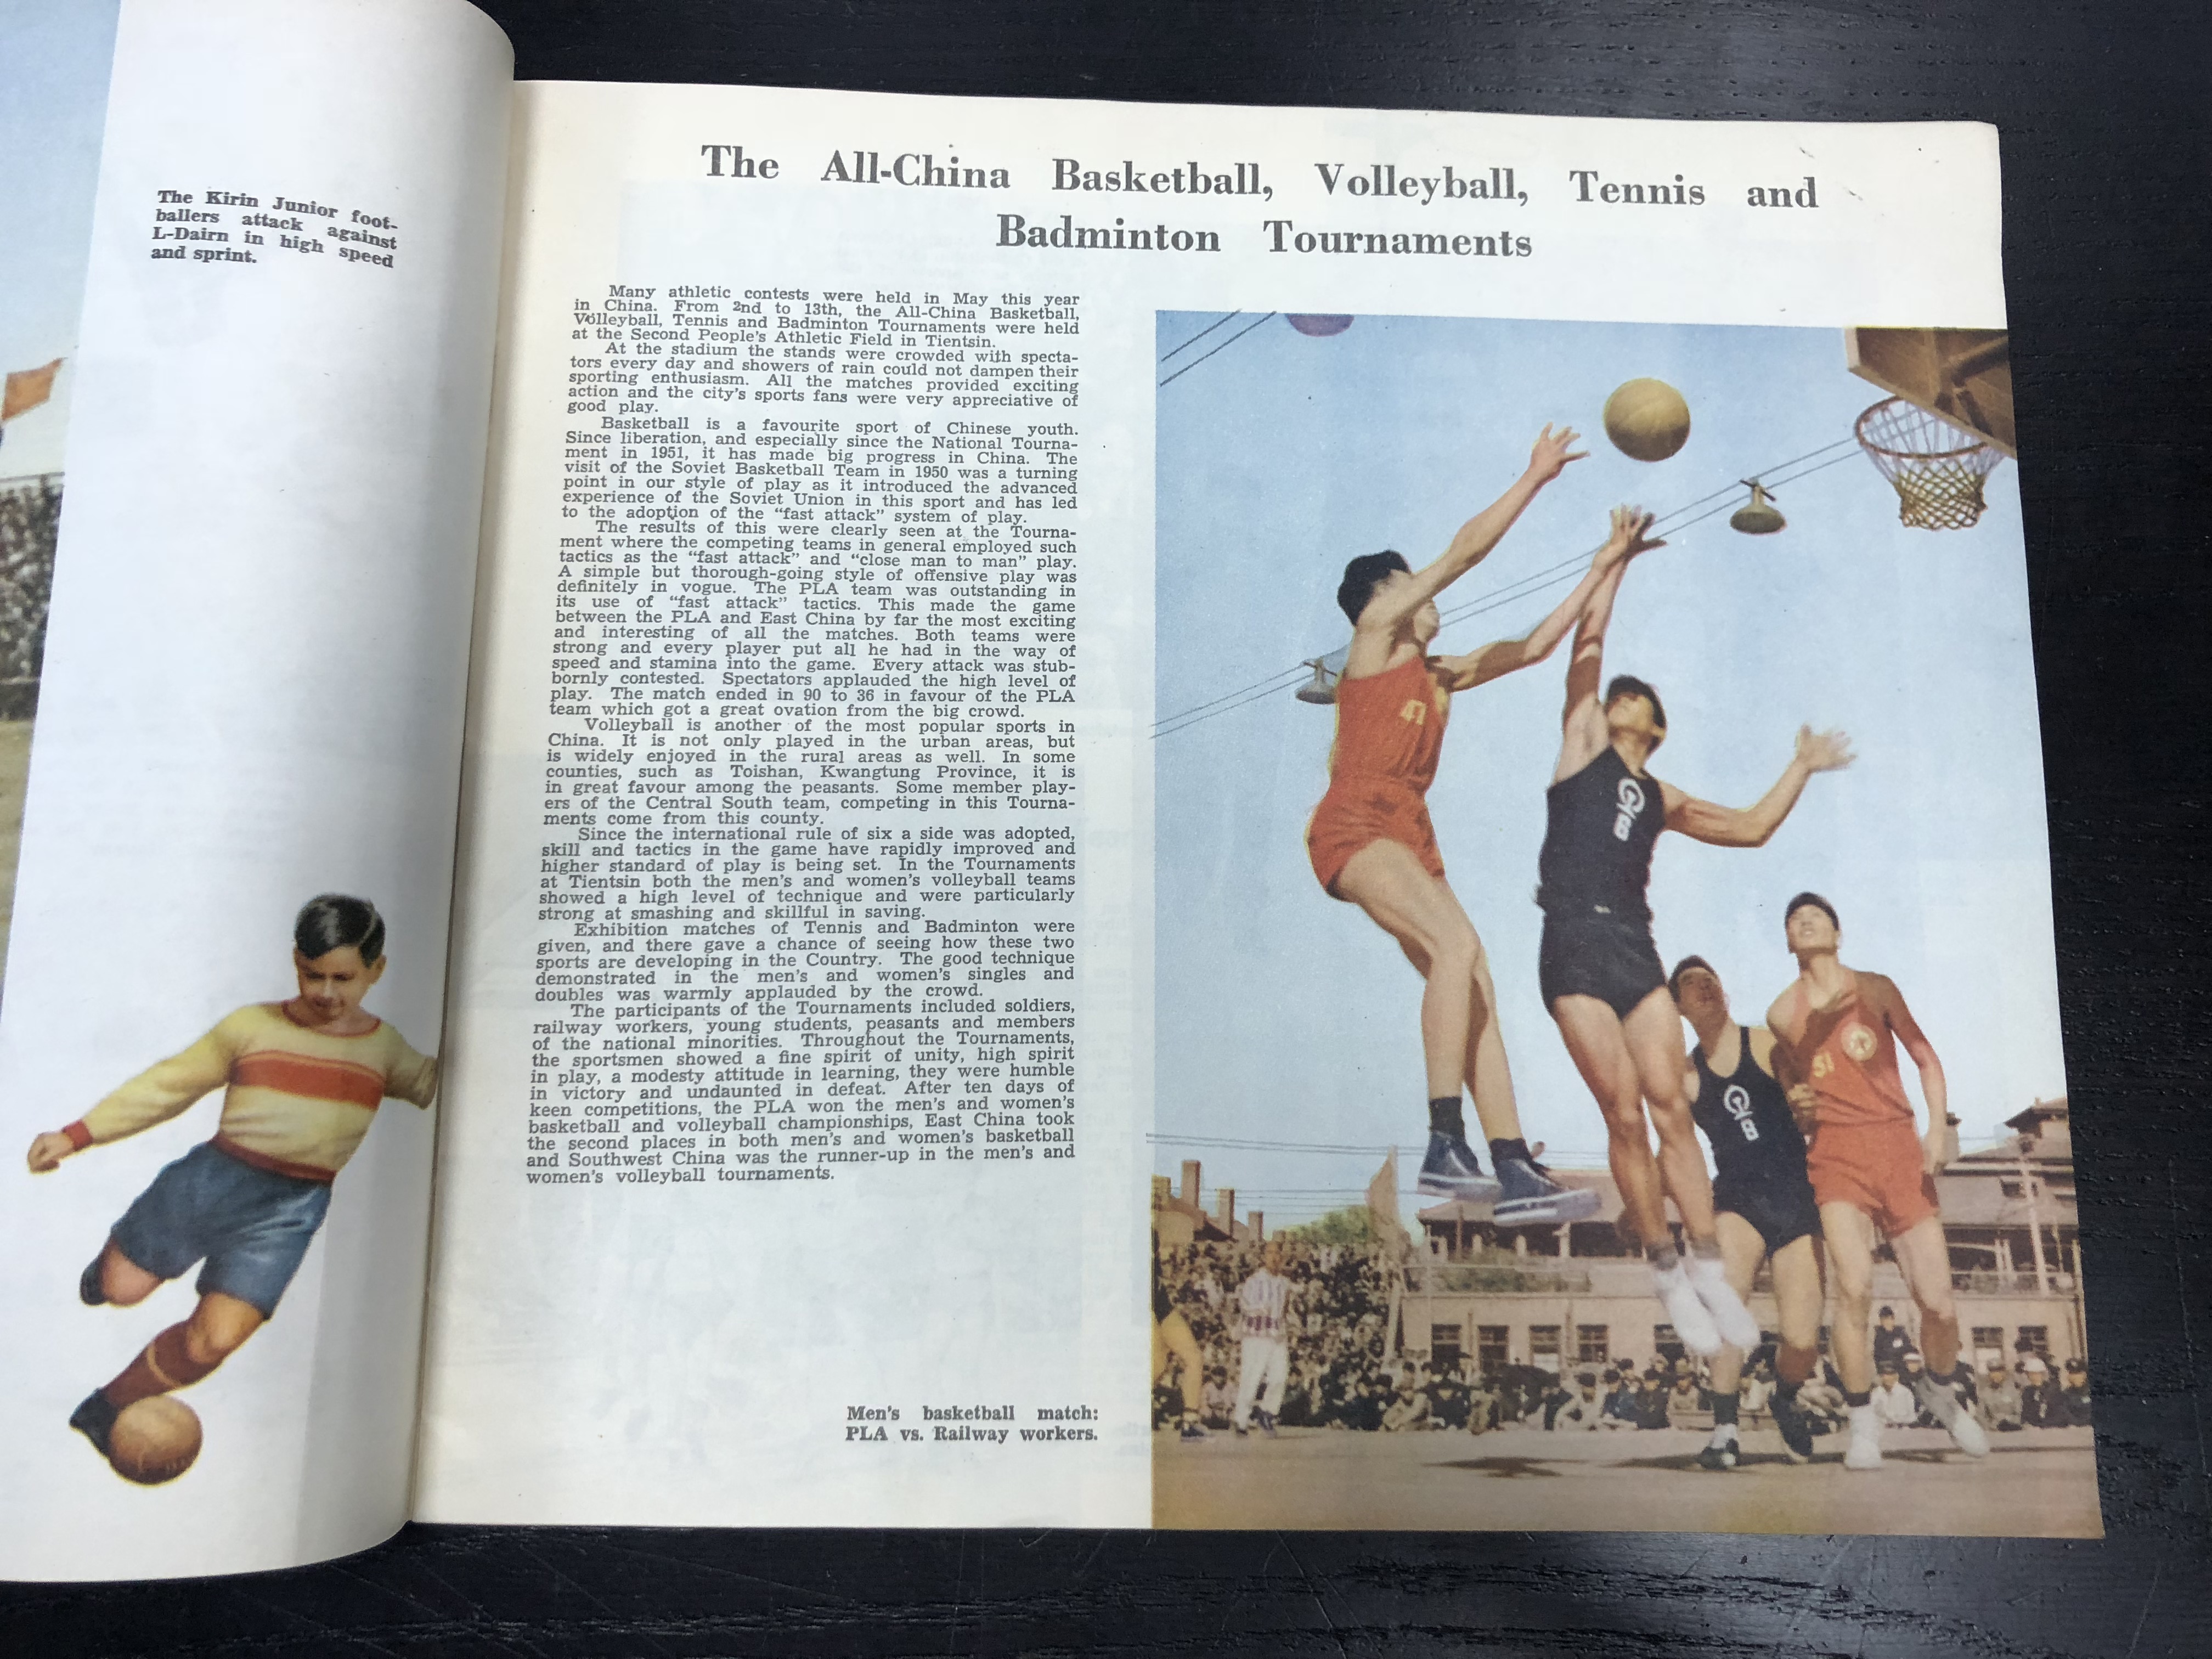 The Kirin Junior foot-
ballers attack against
L-Dairn in high speed
and sprint.
The All-China Basketball, Volleyball, Tennis and
Badminton Tournaments
Many athletic contests were held in May this year
in China. From 2nd to 13th, the All-China Basketball,
Volleyball, Tennis and Badminton Tournaments were held
at the Second People's Athletic Field in Tientsin.
At the stadium the stands were crowded with specta-
tors every day and showers of rain could not dampen their
sporting enthusiasm. All the matches provided exciting
action and the city's sports fans were very appreciative of
good play.
Basketball is a favourite sport of Chinese youth.
Since liberation, and especially since the National Tourna-
ment in 1951, it has made big progress in China. The
visit of the Soviet Basketball Team in 1950 was a turning
point in our style of play as it introduced the advanced
experience of the Soviet Union in this sport and has led
to the adoption of the "fast attack" system of play.
The results of this were clearly seen at the Tourna-
ment where the competing teams in general employed such
tactics as the "fast attack" and "close man to man" play.
A simple but thorough-going style of offensive play was
definitely in vogue. The PLA team was outstanding in
its use of "fast attack" tactics. This made the game
between the PLA and East China by far the most exciting
and interesting of all the matches. Both teams were
strong and every player put all he had in the way of
speed and stamina into the game. Every attack was stub-
bornly contested. Spectators applauded the high level of
play. The match ended in 90 to 36 in favour of the PLA
team which got a great ovation from the big crowd.
Volleyball is another of the most popular sports in
China. It is not only played in the urban areas, but
is widely enjoyed in the rural areas as well. In some
counties, such as Toishan, Kwangtung Province, it is
in great favour among the peasants. Some member play-
ers of the Central South team, competing in this Tourna-
ments come from this county.
Since the international rule of six a side was adopted,
skill and tactics in the game have rapidly improved and
higher standard of play is being set. In the Tournaments
at Tientsin both the men's and women's volleyball teams
showed a high level of technique and were particularly
strong at smashing and skillful in saving.
Exhibition matches of Tennis and Badminton were
given, and there gave a chance of seeing how these two
sports are developing in the Country. The good technique
demonstrated in the men's and women's singles and
doubles was warmly applauded by the crowd.
The participants of the Tournaments included soldiers,
railway workers, young students, peasants and members
of the national minorities. Throughout the Tournaments,
the sportsmen showed a fine spirit of unity, high spirit
in play, a modesty attitude in learning, they were humble
in victory and undaunted in defeat. After ten days of
keen competitions, the PLA won the men's and women's
basketball and volleyball championships, East China took
the second places in both men's and women's basketball
and Southwest China was the runner-up in the men's and
women's volleyball tournaments.
Men's basketball match:
PLA vs. Railway workers.
47
8
8
51